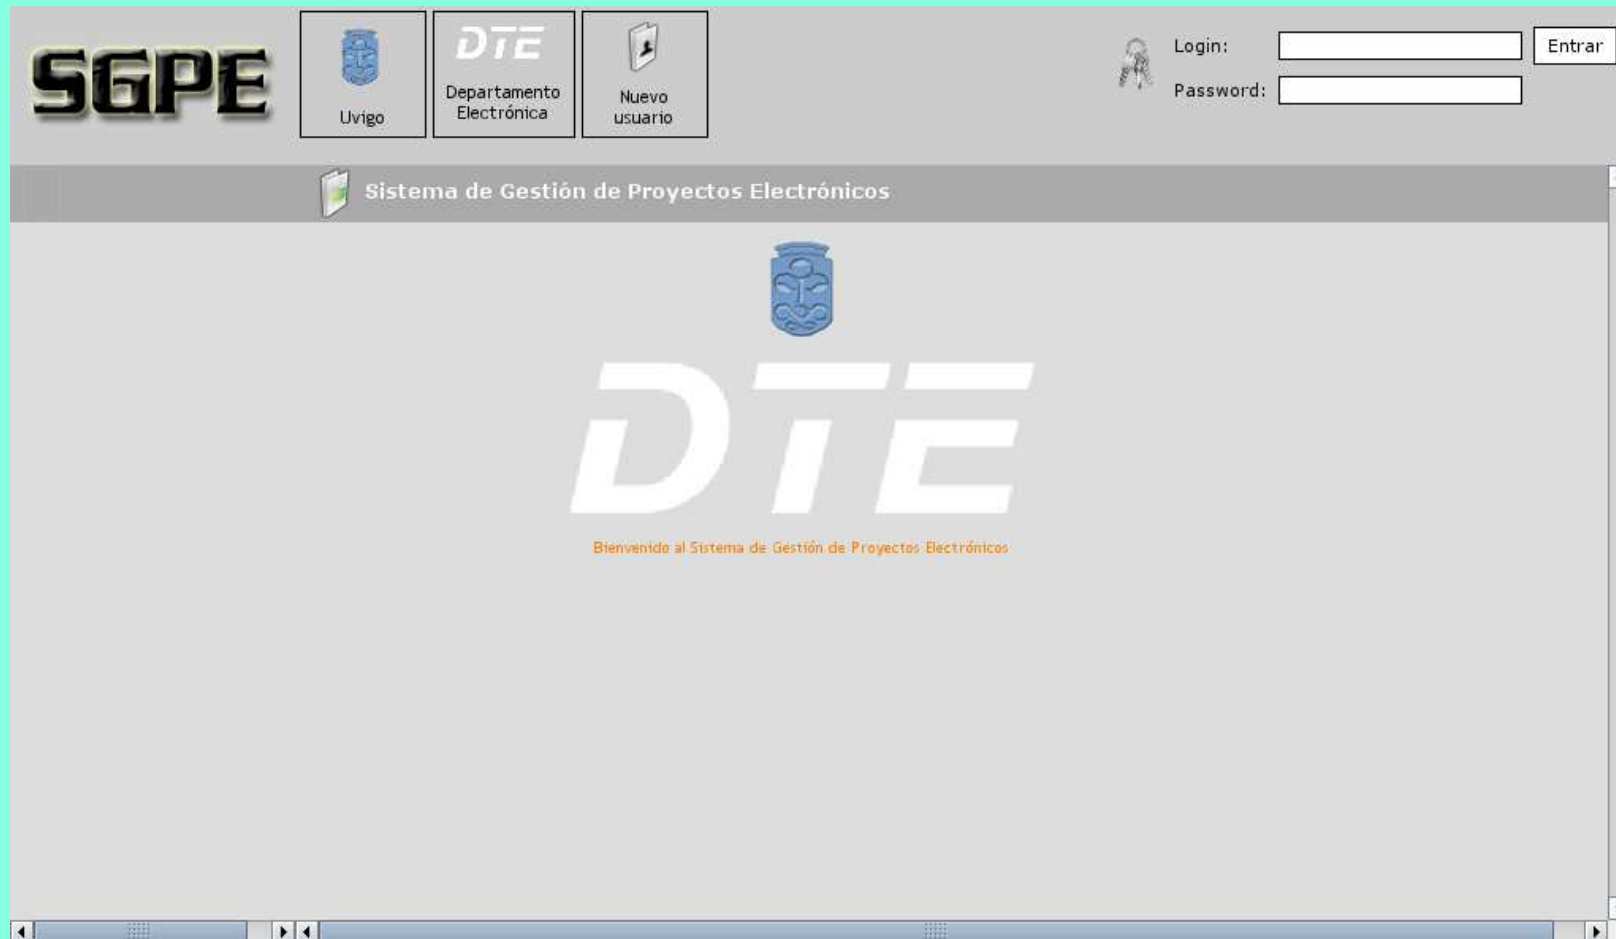 SGPE
Uvigo
DTE
Departamento
Electrónica
Nuevo
usuario
Login:
Entrar
Password:
Sistema de Gestión de Proyectos Electrónicos
DTE
Bienvenido al Sistema de Gestión de Proyectos Electrónicos